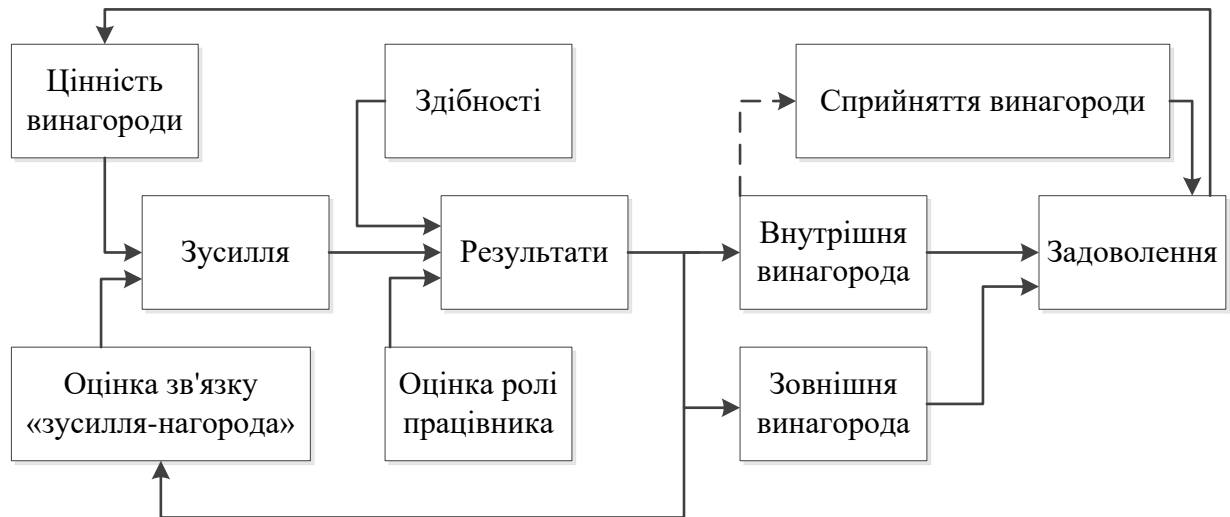 Цінність
винагороди
Здібності
Сприйняття винагороди
Зусилля
Результати
Внутрішня
винагорода
Задоволення
Оцінка зв'язку
«зусилля-нагорода»
Оцінка ролі
працівника
Зовнішня
винагорода